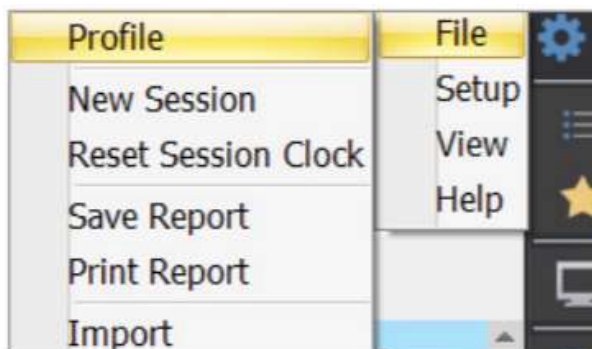 Profile
New Session
Reset Session Clock
Save Report
Print Report
Import
File
Setup
View
Help